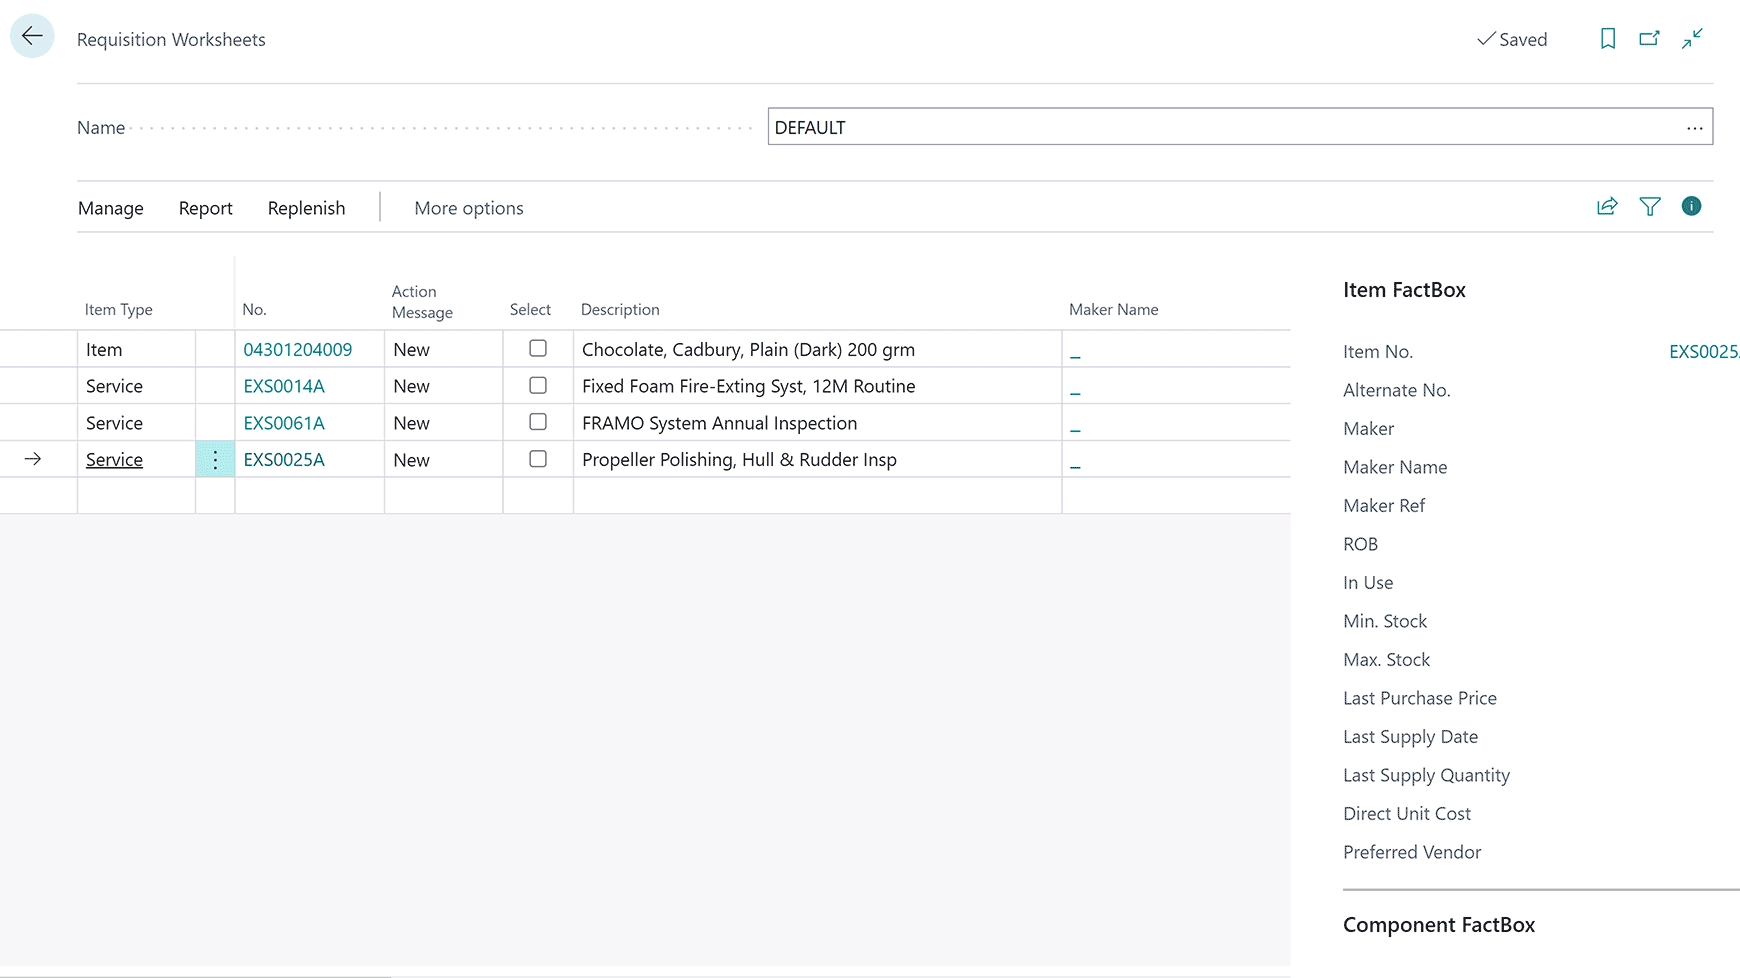 Requisition Worksheets
Saved
Name
DEFAULT
Manage Report Replenish More options
Item Type No. Action Message Select Description Maker Name
Item 04301204009 New Chocolate, Cadbury, Plain (Dark) 200 grm _
Service EXS0014A New Fixed Foam Fire-Exting Syst, 12M Routine _
Service EXS0061A New FRAMO System Annual Inspection _
Service EXS0025A New Propeller Polishing, Hull & Rudder Insp _
Item FactBox
Item No. EXS0025
Alternate No.
Maker
Maker Name
Maker Ref
ROB
In Use
Min. Stock
Max. Stock
Last Purchase Price
Last Supply Date
Last Supply Quantity
Direct Unit Cost
Preferred Vendor
Component FactBox